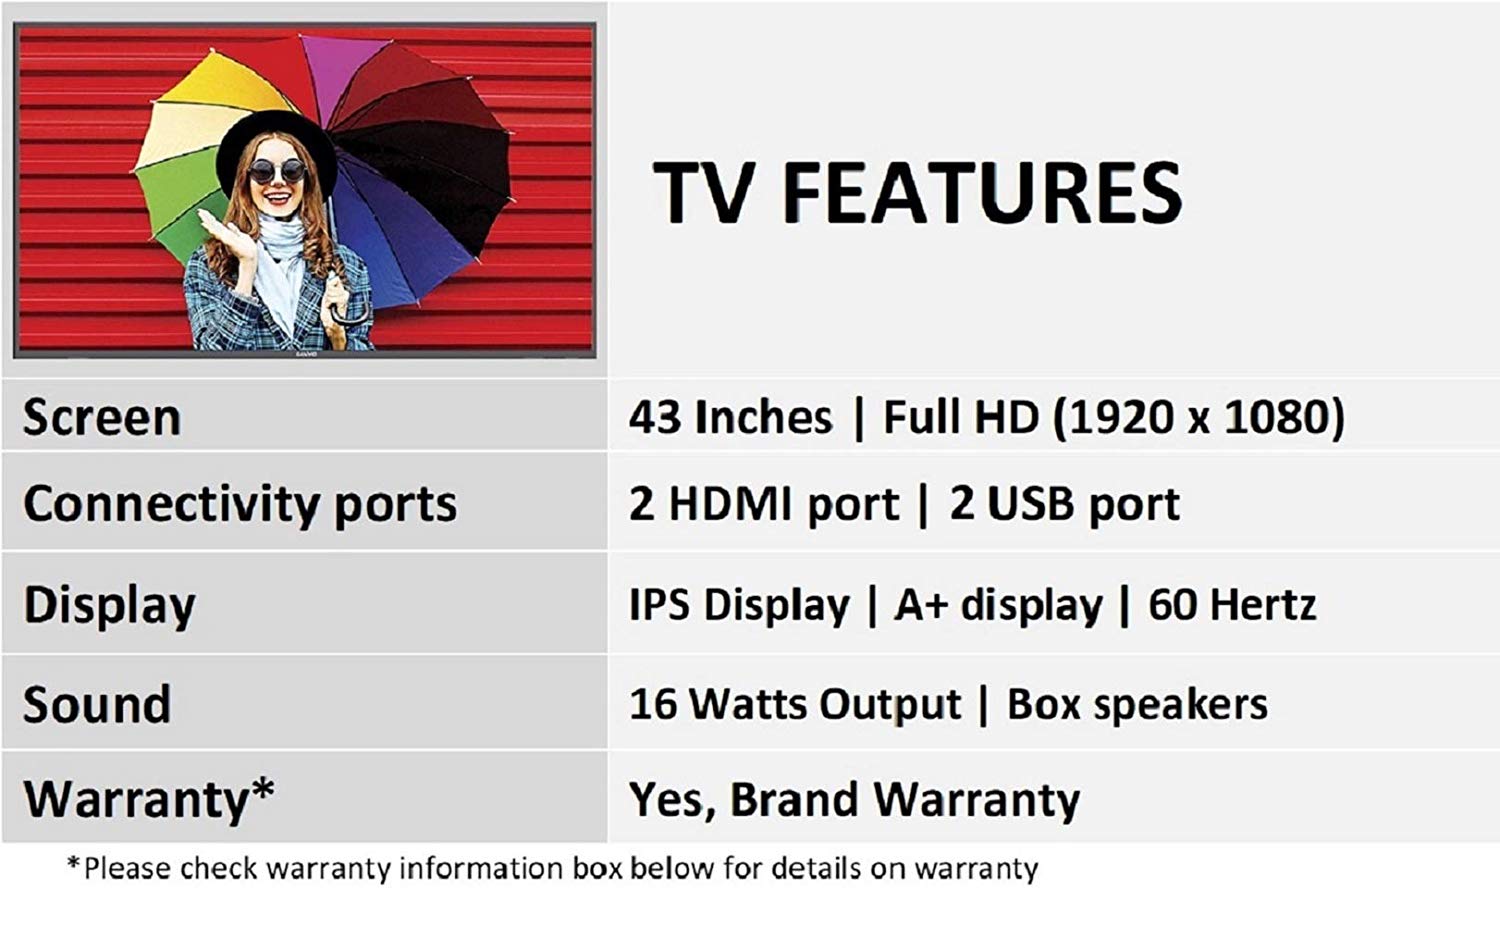 SANYO
TV FEATURES
Screen
43 Inches | Full HD (1920 x 1080)
Connectivity ports
2 HDMI port | 2 USB port
Display
IPS Display | A+ display | 60 Hertz
Sound
16 Watts Output | Box speakers
Warranty*
Yes, Brand Warranty
*Please check warranty information box below for details on warranty